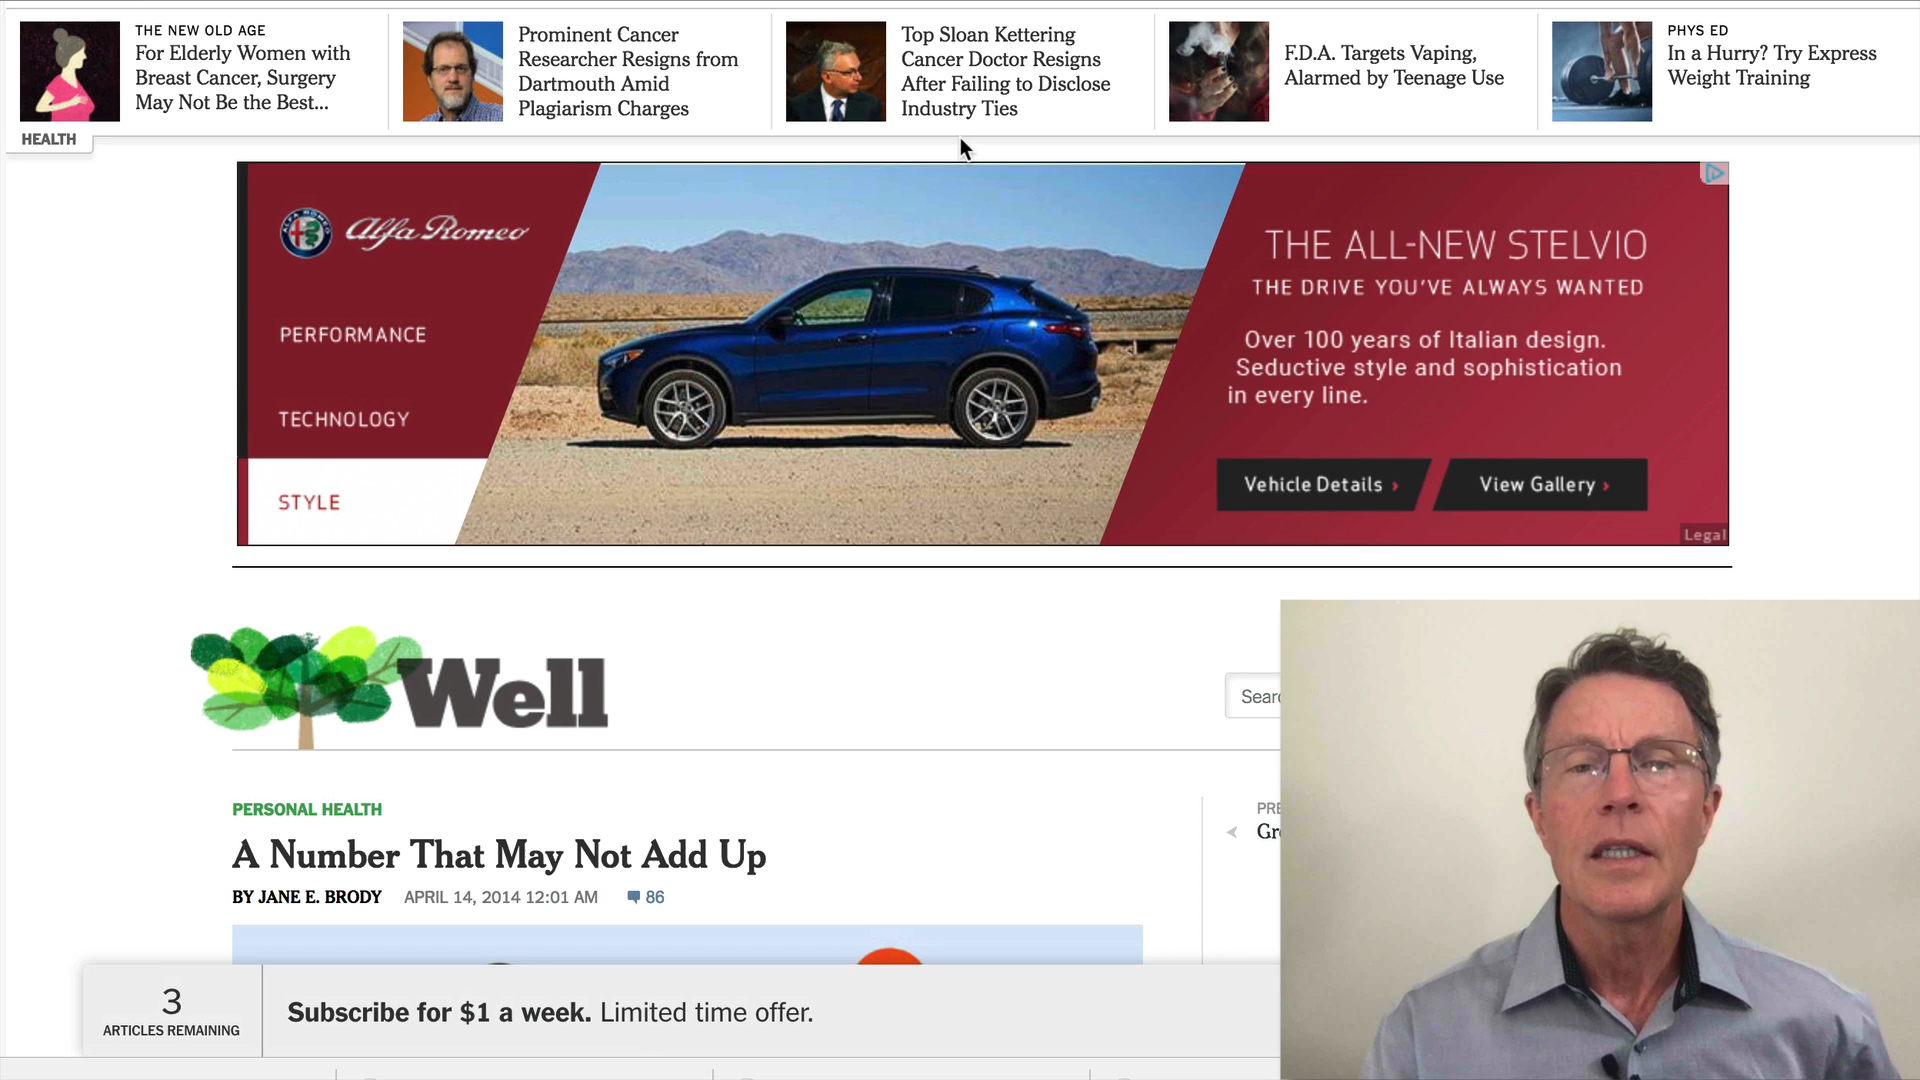 THE NEW OLD AGE
For Elderly Women with
Breast Cancer, Surgery
May Not Be the Best...
Prominent Cancer
Researcher Resigns from
Dartmouth Amid
Plagiarism Charges
Top Sloan Kettering
Cancer Doctor Resigns
After Failing to Disclose
Industry Ties
F.D.A. Targets Vaping,
Alarmed by Teenage Use
PHYS ED
In a Hurry? Try Express
Weight Training
HEALTH
Alfa Romeo
PERFORMANCE
TECHNOLOGY
STYLE
THE ALL-NEW STELVIO
THE DRIVE YOU'VE ALWAYS WANTED
Over 100 years of Italian design.
Seductive style and sophistication
in every line.
Vehicle Details ›
View Gallery ›
Legal
Well
PERSONAL HEALTH
A Number That May Not Add Up
BY JANE E. BRODY APRIL 14, 2014 12:01 AM 86
3
ARTICLES REMAINING
Subscribe for $1 a week. Limited time offer.